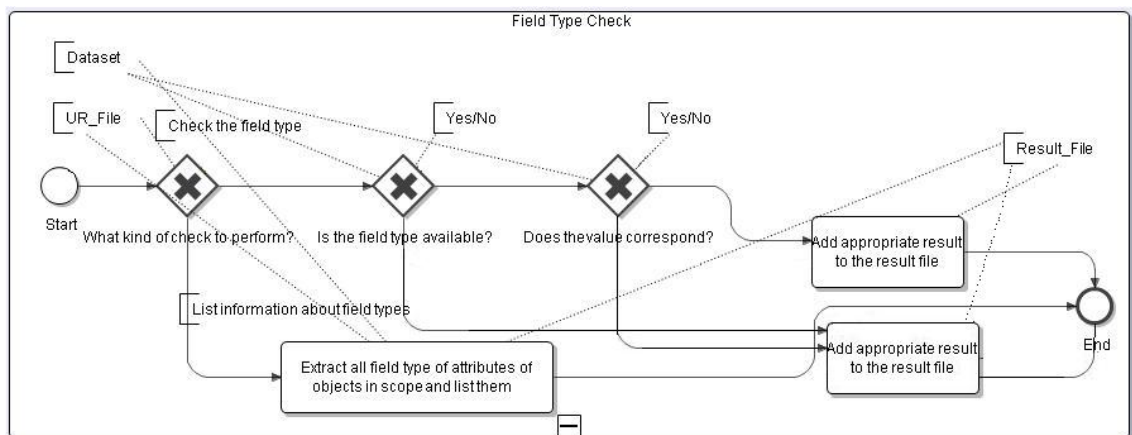 Field Type Check
Dataset
UR_File
Check the field type
Yes/No
Yes/No
Result_File
Start
What kind of check to perform?
Is the field type available?
Does thevalue correspond?
Add appropriate result
to the result file
List information about field types
End
Extract all field type of attributes of
objects in scope and list them
Add appropriate result
to the result file